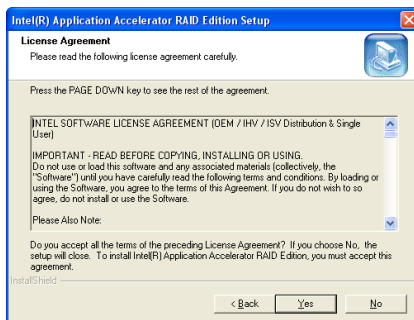 Intel(R) Application Accelerator RAID Edition Setup
License Agreement
Please read the following license agreement carefully.
Press the PAGE DOWN key to see the rest of the agreement.
INTEL SOFTWARE LICENSE AGREEMENT (OEM / IHV / ISV Distribution & Single
User)
IMPORTANT - READ BEFORE COPYING, INSTALLING OR USING.
Do not use or load this software and any associated materials (collectively, the
"Software") until you have carefully read the following terms and conditions. By loading or
using the Software, you agree to the terms of this Agreement. If you do not wish to so
agree, do not install or use the Software.
Please Also Note:
Do you accept all the terms of the preceding License Agreement? If you choose No, the
setup will close. To install Intel(R) Application Accelerator RAID Edition, you must accept this
agreement.
InstallShield
< Back
Yes
No